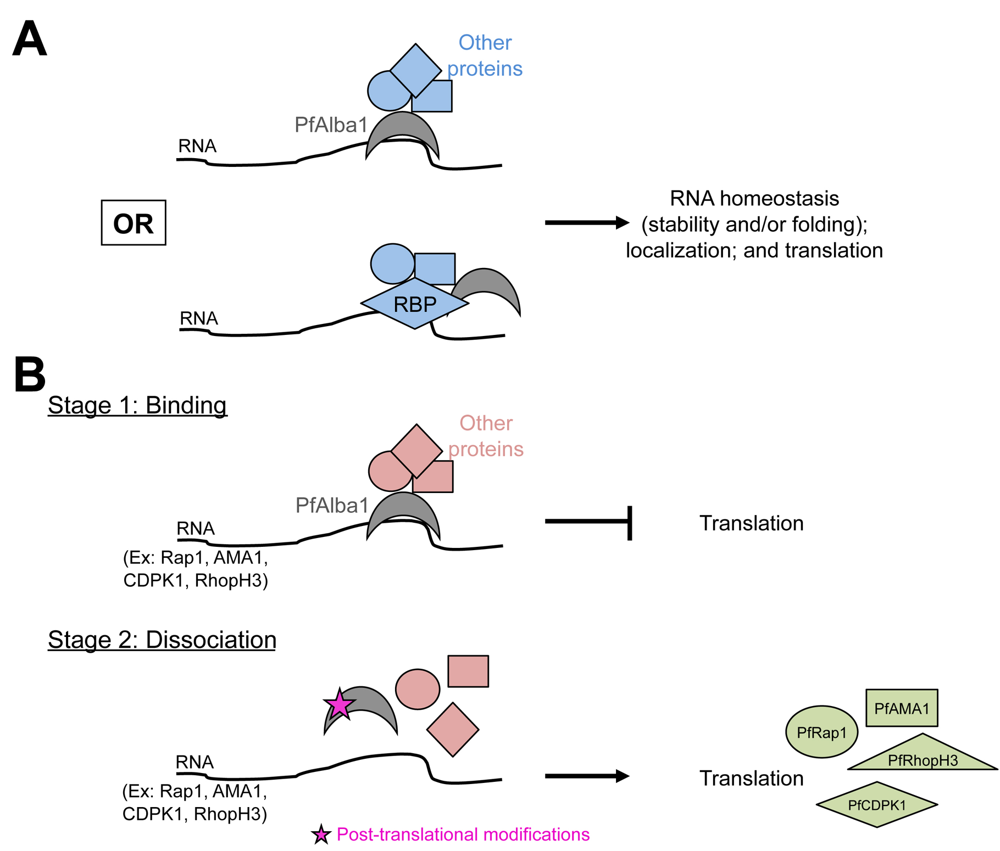 A
Other
proteins
PfAlba1
RNA
OR
RNA homeostasis
(stability and/or folding);
localization; and translation
RBP
RNA
B
Stage 1: Binding
Other
proteins
PfAlba1
RNA
(Ex: Rap1, AMA1,
CDPK1, RhopH3)
Translation
Stage 2: Dissociation
RNA
(Ex: Rap1, AMA1,
CDPK1, RhopH3)
Translation
PfAMA1
PfRap1
PfRhopH3
PfCDPK1
Post-translational modifications